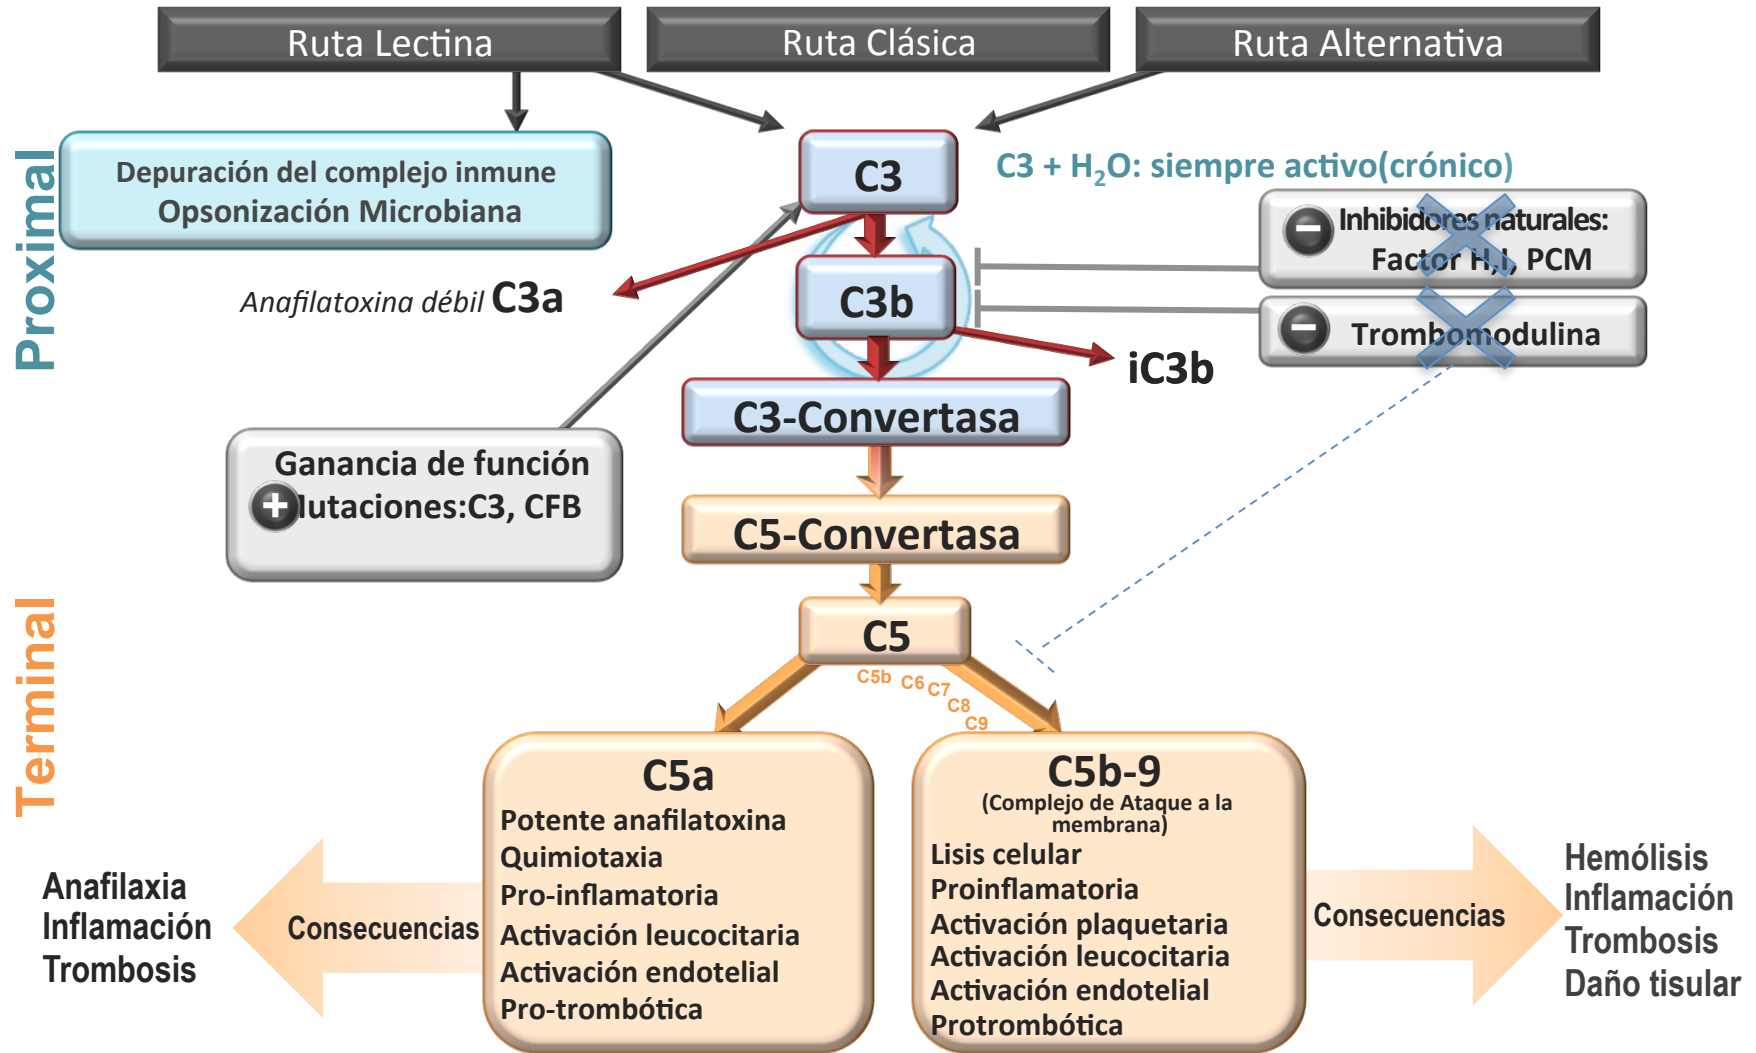 Ruta Lectina
Ruta Clásica
Ruta Alternativa
Proximal
Depuración del complejo inmune
Opsonización Microbiana
C3
C3 + H₂O: siempre activo(crónico)
Inhibidores naturales:
Factor H,I, PCM
Trombomodulina
Anafilatoxina débil C3a
C3b
iC3b
C3-Convertasa
Ganancia de función
lutaciones:C3, CFB
C5-Convertasa
Terminal
C5
C5b
C6
C7
C8
C9
C5a
Potente anafilatoxina
Quimiotaxia
Pro-inflamatoria
Activación leucocitaria
Activación endotelial
Pro-trombótica
C5b-9
(Complejo de Ataque a la
membrana)
Lisis celular
Proinflamatoria
Activación plaquetaria
Activación leucocitaria
Activación endotelial
Protrombótica
Consecuencias
Anafilaxia
Inflamación
Trombosis
Consecuencias
Hemólisis
Inflamación
Trombosis
Daño tisular